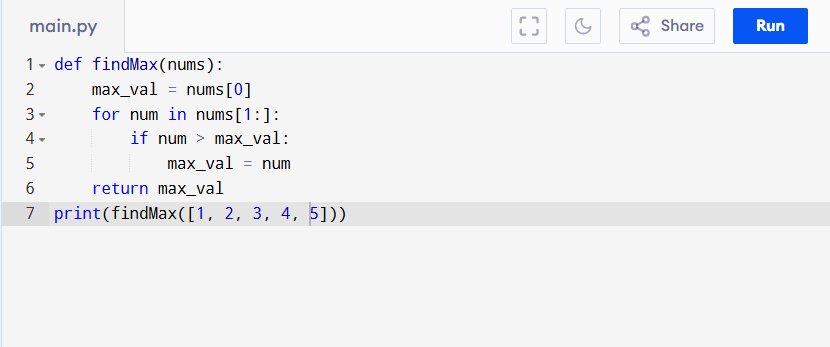 main.py Share Run
1 def findMax(nums):
2     max_val = nums[0]
3     for num in nums[1:]:
4         if num > max_val:
5             max_val = num
6     return max_val
7 print(findMax([1, 2, 3, 4, 5]))